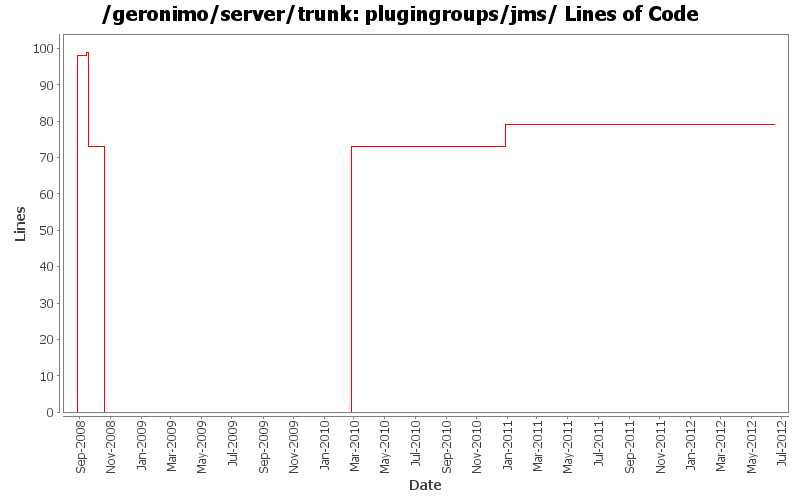 /geronimo/server/trunk: plugingroups/jms/ Lines of Code
Lines
100
90
80
70
60
50
40
30
20
10
0
Sep-2008
Nov-2008
Jan-2009
Mar-2009
May-2009
Jul-2009
Sep-2009
Nov-2009
Jan-2010
Mar-2010
May-2010
Jul-2010
Sep-2010
Nov-2010
Jan-2011
Mar-2011
May-2011
Jul-2011
Sep-2011
Nov-2011
Jan-2012
Mar-2012
May-2012
Jul-2012
Date